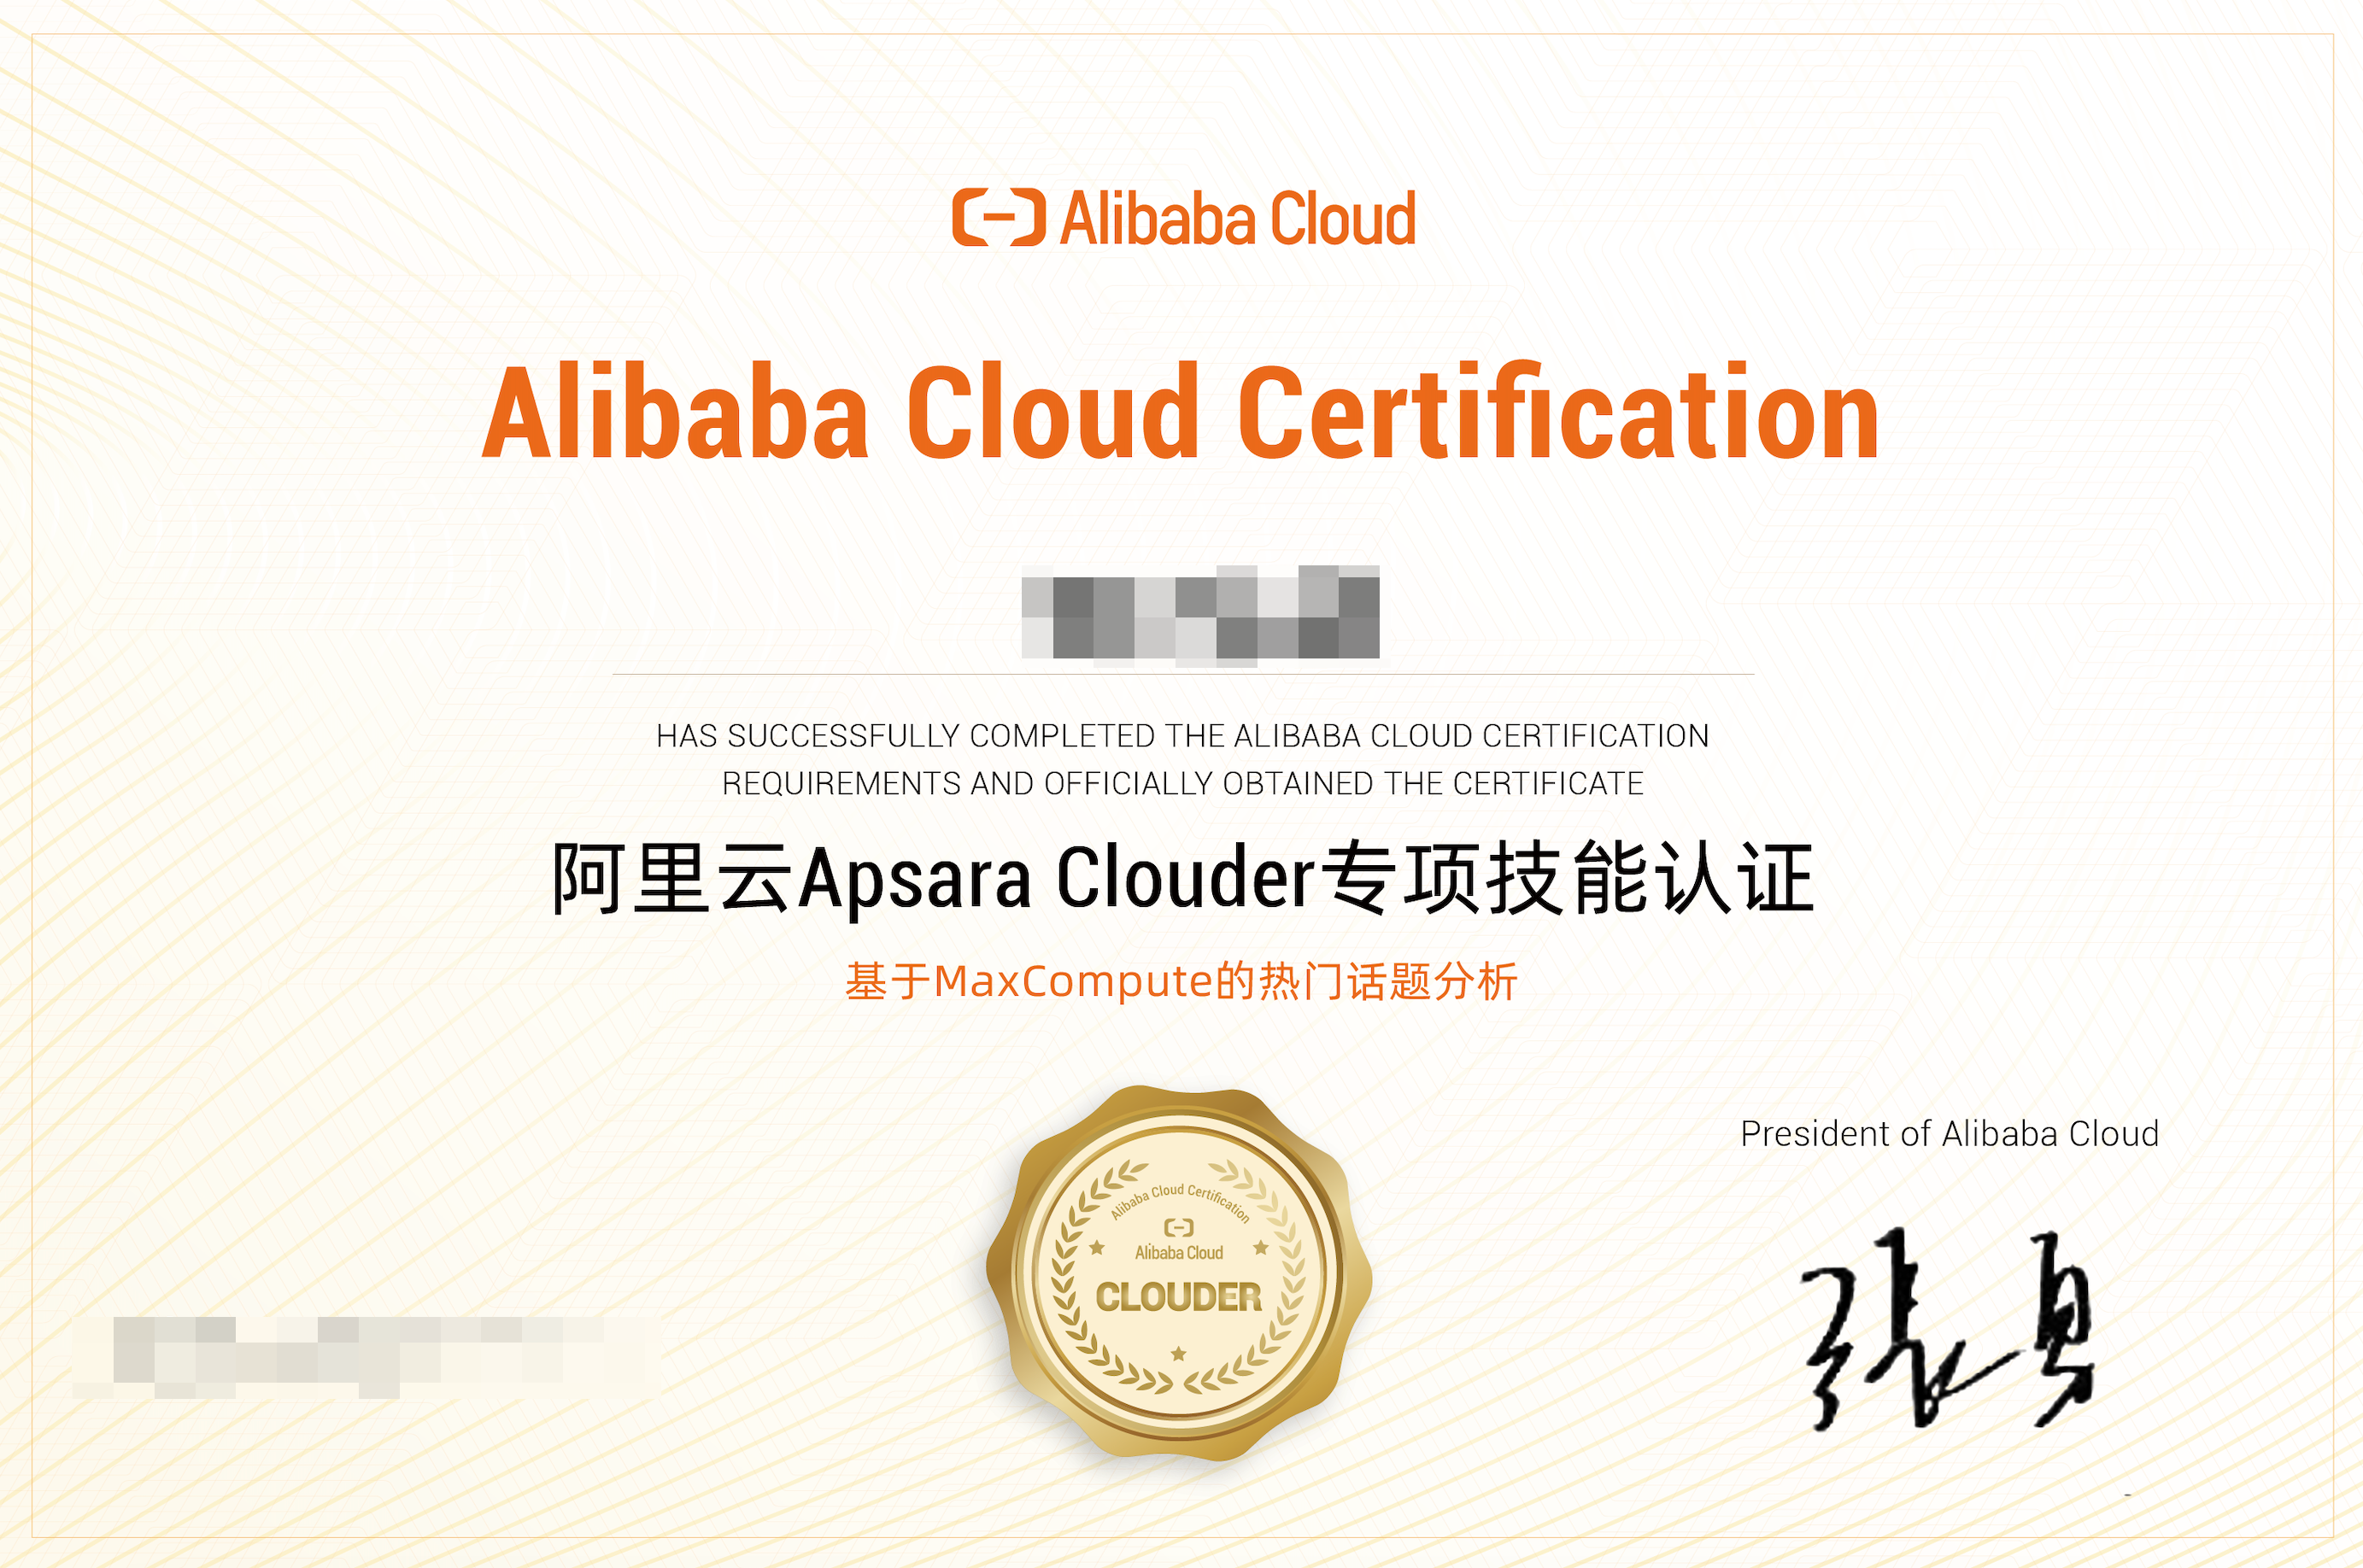 Alibaba Cloud
Alibaba Cloud Certification
HAS SUCCESSFULLY COMPLETED THE ALIBABA CLOUD CERTIFICATION
REQUIREMENTS AND OFFICIALLY OBTAINED THE CERTIFICATE
阿里云Apsara Clouder专项技能认证
基于MaxCompute的热门话题分析
Alibaba Cloud Certification
Alibaba Cloud
CLOUDER
President of Alibaba Cloud
张勇